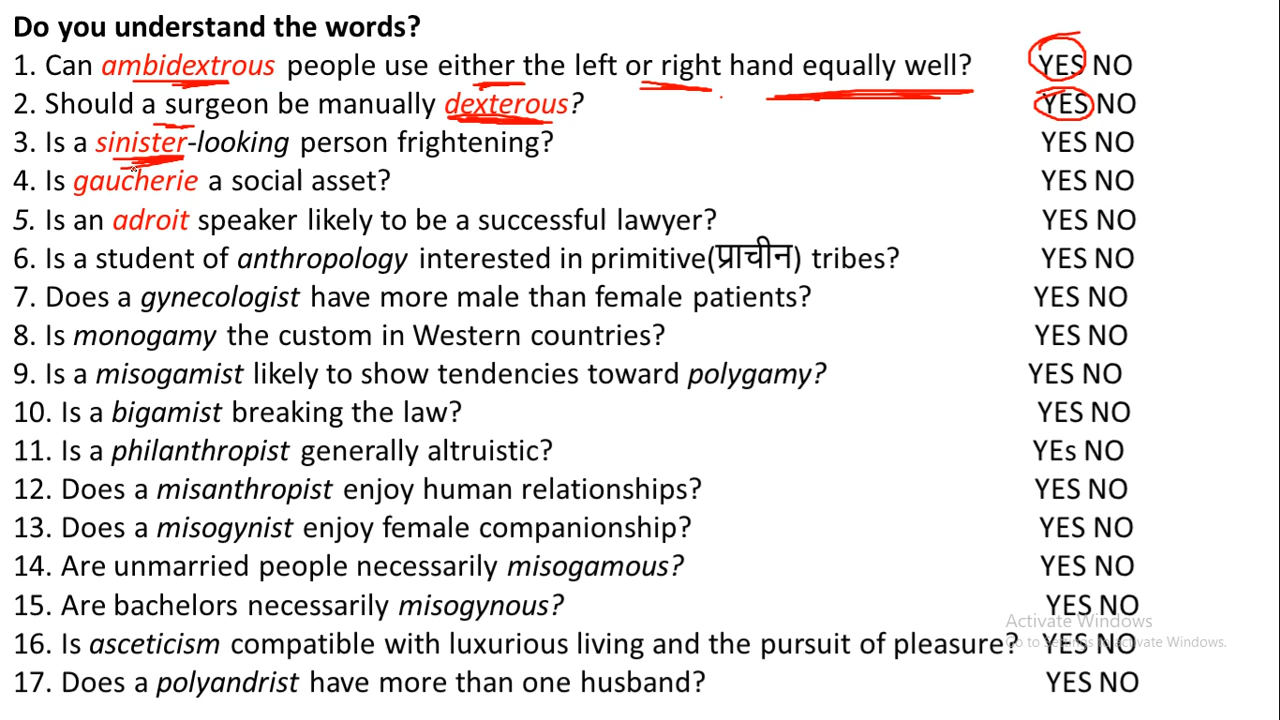 Do you understand the words?
1. Can ambidextrous people use either the left or right hand equally well? YES NO
2. Should a surgeon be manually dexterous? YES NO
3. Is a sinister-looking person frightening? YES NO
4. Is gaucherie a social asset? YES NO
5. Is an adroit speaker likely to be a successful lawyer? YES NO
6. Is a student of anthropology interested in primitive(प्राचीन) tribes? YES NO
7. Does a gynecologist have more male than female patients? YES NO
8. Is monogamy the custom in Western countries? YES NO
9. Is a misogamist likely to show tendencies toward polygamy? YES NO
10. Is a bigamist breaking the law? YES NO
11. Is a philanthropist generally altruistic? YEs NO
12. Does a misanthropist enjoy human relationships? YES NO
13. Does a misogynist enjoy female companionship? YES NO
14. Are unmarried people necessarily misogamous? YES NO
15. Are bachelors necessarily misogynous? YES NO
Activate Windows
16. Is asceticism compatible with luxurious living and the pursuit of pleasure? YES NO
Go to Settings to activate Windows.
17. Does a polyandrist have more than one husband? YES NO